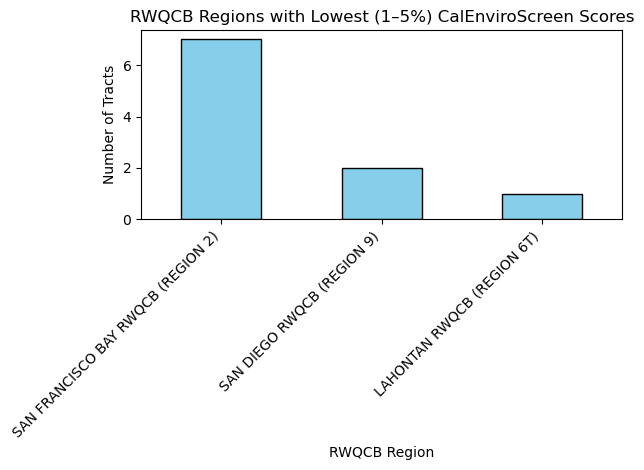 RWQCB Regions with Lowest (1–5%) CalEnviroScreen Scores
Number of Tracts
6
4
2
0
SAN FRANCISCO BAY RWQCB (REGION 2)
SAN DIEGO RWQCB (REGION 9)
LAHONTAN RWQCB (REGION 6T)
RWQCB Region